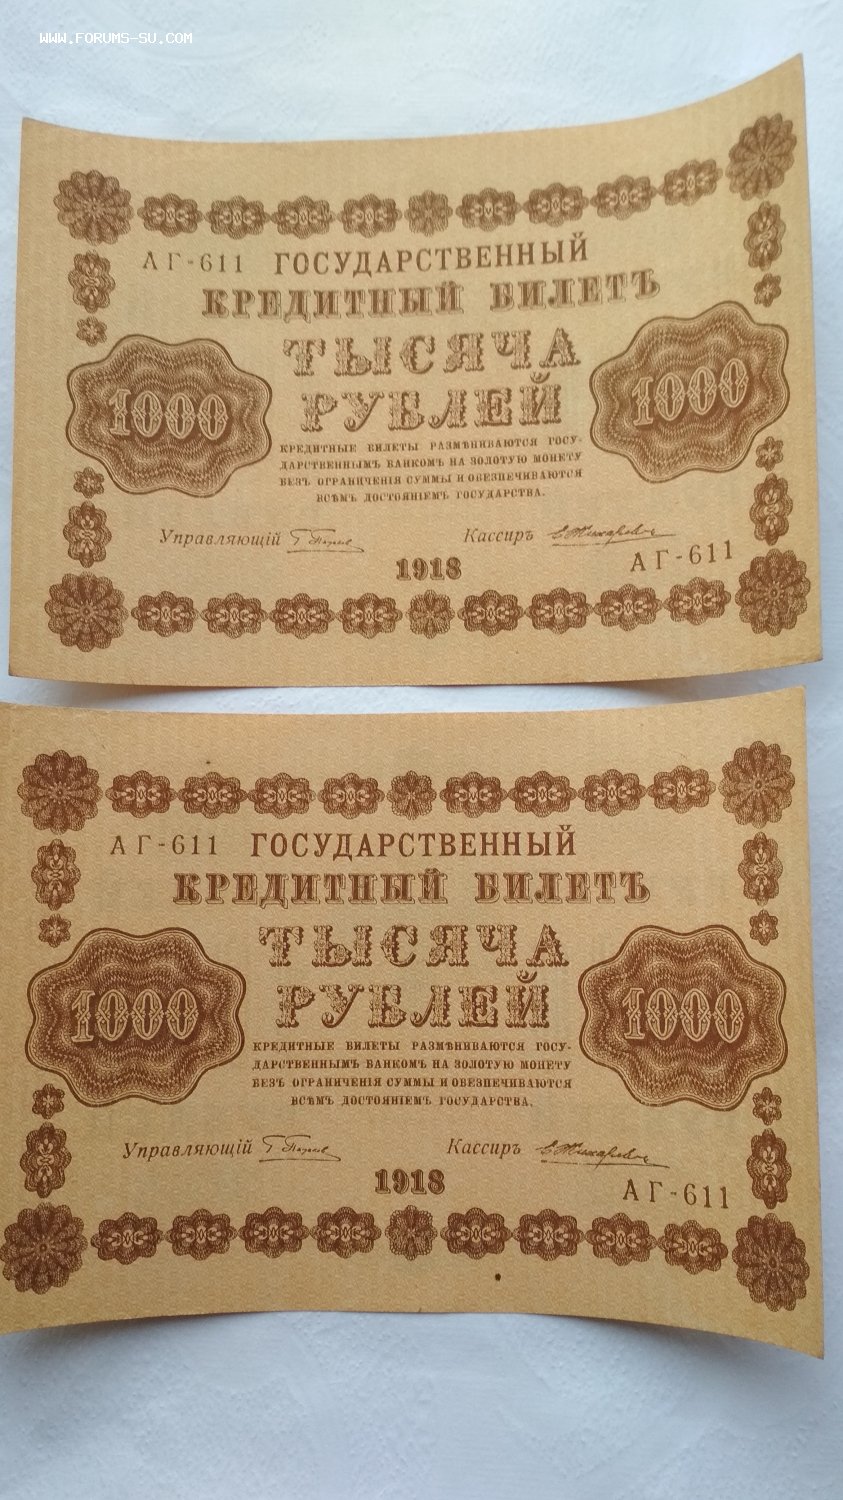 WWW.FORUMS-SU.COM
АГ-611 ГОСУДАРСТВЕННЫЙ
КРЕДИТНЫЙ БИЛЕТЪ
ТЫСЯЧА
РУБЛЕЙ
1000 1000
КРЕДИТНЫЕ БИЛЕТЫ РАЗМѢНИВАЮТСЯ ГОСУ-
ДАРСТВЕННЫМЪ БАНКОМЪ НА ЗОЛОТУЮ МОНЕТУ
БЕЗЪ ОГРАНИЧЕНІЯ СУММЫ И ОБЕЗПЕЧИВАЮТСЯ
ВСѢМЪ ДОСТОЯНІЕМЪ ГОСУДАРСТВА.
Управляющій Кассиръ
1918 АГ-611
АГ-611 ГОСУДАРСТВЕННЫЙ
КРЕДИТНЫЙ БИЛЕТЪ
ТЫСЯЧА
РУБЛЕЙ
1000 1000
КРЕДИТНЫЕ БИЛЕТЫ РАЗМѢНИВАЮТСЯ ГОСУ-
ДАРСТВЕННЫМЪ БАНКОМЪ НА ЗОЛОТУЮ МОНЕТУ
БЕЗЪ ОГРАНИЧЕНІЯ СУММЫ И ОБЕЗПЕЧИВАЮТСЯ
ВСѢМЪ ДОСТОЯНІЕМЪ ГОСУДАРСТВА.
Управляющій Кассиръ
1918 АГ-611